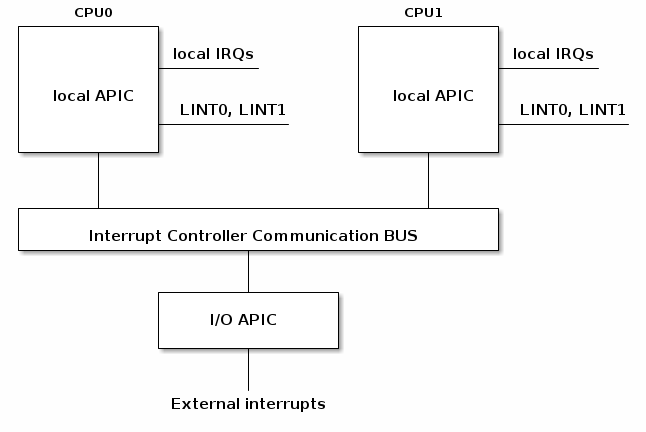 CPU0
CPU1
local IRQs
local IRQs
local APIC
local APIC
LINT0, LINT1
LINT0, LINT1
Interrupt Controller Communication BUS
I/O APIC
External interrupts